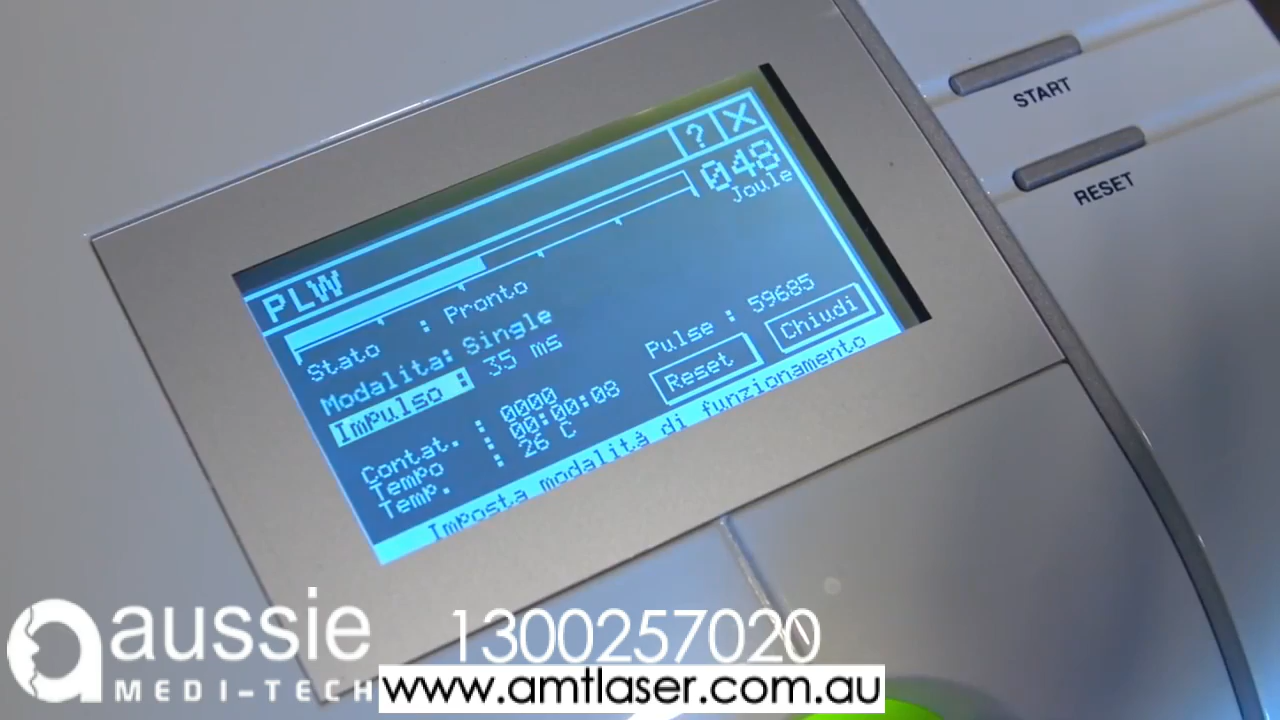 START
RESET
? X
PLW
048
Joule
Stato : Pronto
Modalita: Single
Impulso : 35 ms
Pulse : 59685
Reset Chiudi
Contat. : 0000
Tempo : 00:00:08
Temp. : 26 C
Imposta modalità di funzionamento
aussie
MEDI-TECH
1300257020
www.amtlaser.com.au